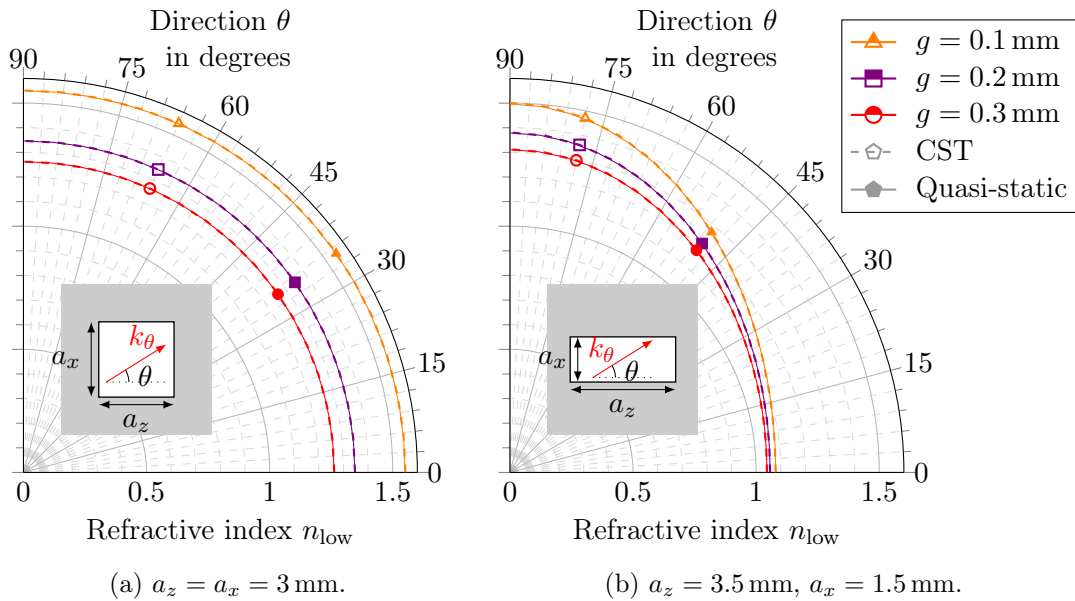 Direction θ
in degrees
90
75
60
45
30
15
0
k_θ
a_x
θ
a_z
0
0.5
1
1.5
Refractive index n_low
(a) a_z = a_x = 3 mm.
Direction θ
in degrees
90
75
60
45
30
15
0
k_θ
a_x
θ
a_z
0
0.5
1
1.5
Refractive index n_low
(b) a_z = 3.5 mm, a_x = 1.5 mm.
g = 0.1 mm
g = 0.2 mm
g = 0.3 mm
CST
Quasi-static